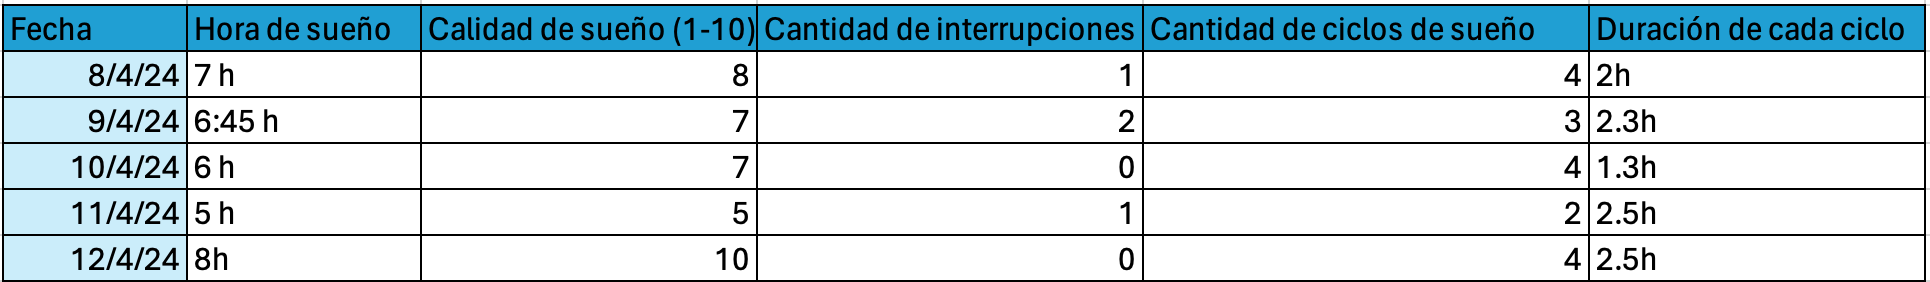 Fecha Hora de sueño Calidad de sueño (1-10) Cantidad de interrupciones Cantidad de ciclos de sueño Duración de cada ciclo
8/4/24 7 h 8 1 4 2h
9/4/24 6:45 h 7 2 3 2.3h
10/4/24 6 h 7 0 4 1.3h
11/4/24 5 h 5 1 2 2.5h
12/4/24 8h 10 0 4 2.5h